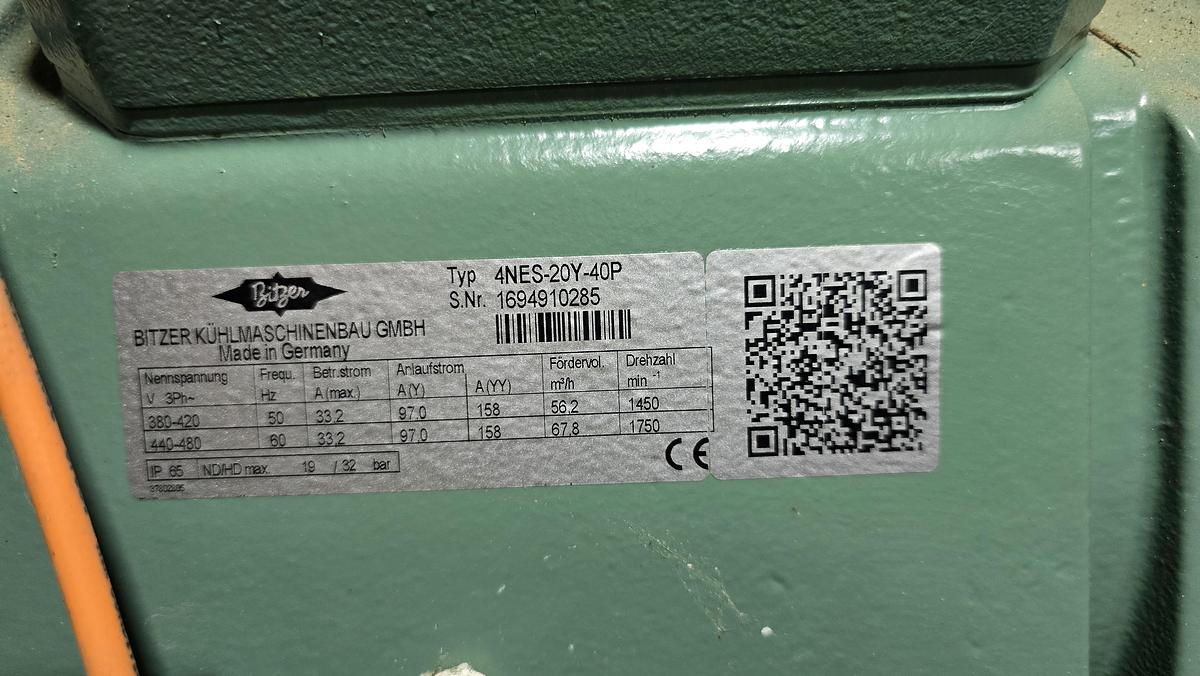 Bitzer
BITZER KÜHLMASCHINENBAU GMBH
Made in Germany
Typ 4NES-20Y-40P
S.Nr. 1694910285
Nennspannung Frequ. Betr.strom Anlaufstrom Fördervol. Drehzahl
V 3Ph~ Hz A (max.) A (Y) A (YY) m³/h min⁻¹
380-420 50 33,2 97,0 158 56,2 1450
440-480 60 33,2 97,0 158 67,8 1750
IP 65 ND/HD max. 19 / 32 bar
CE